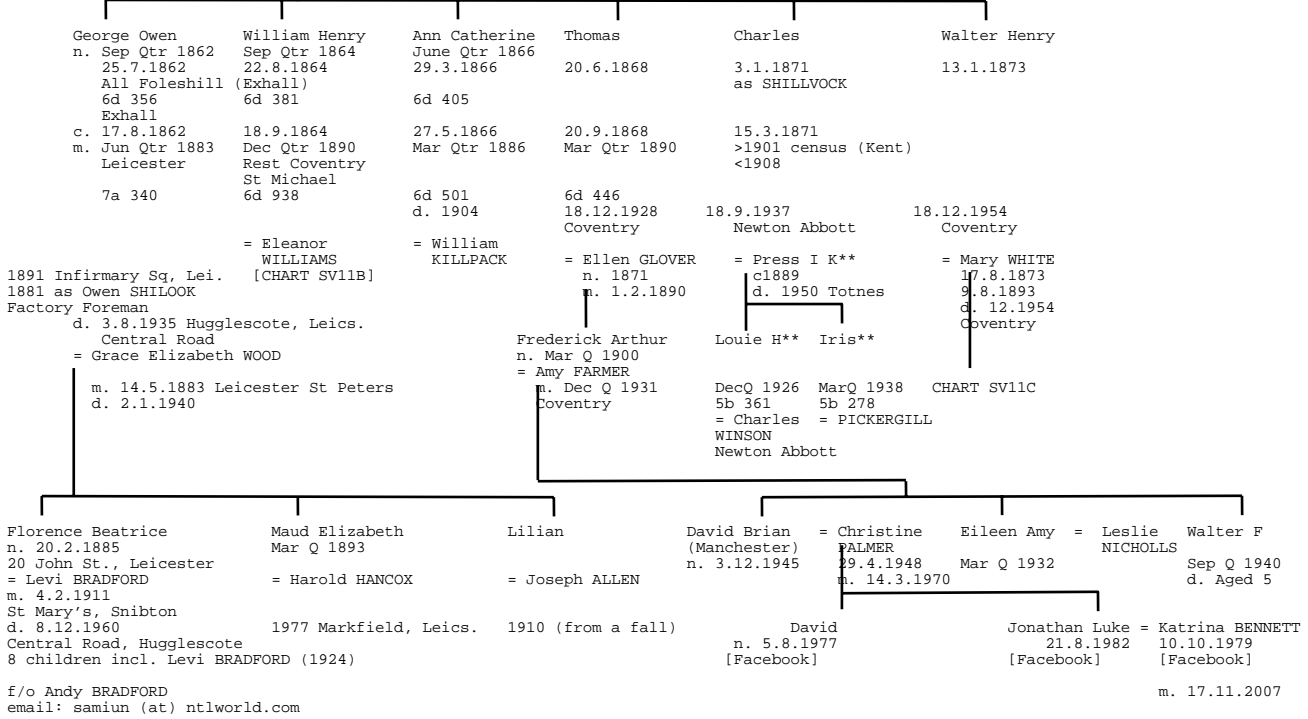 George Owen William Henry Ann Catherine Thomas Charles Walter Henry
n. Sep Qtr 1862 Sep Qtr 1864 June Qtr 1866
25.7.1862 22.8.1864 29.3.1866 20.6.1868 3.1.1871 13.1.1873
All Foleshill (Exhall) as SHILLVOCK
6d 356 6d 381 6d 405
Exhall
c. 17.8.1862 18.9.1864 27.5.1866 20.9.1868 15.3.1871
m. Jun Qtr 1883 Dec Qtr 1890 Mar Qtr 1886 Mar Qtr 1890 >1901 census (Kent)
Leicester Rest Coventry <1908
St Michael
7a 340 6d 938 6d 501 6d 446
d. 1904 18.12.1928 18.9.1937 18.12.1954
Coventry Newton Abbott Coventry
= Eleanor = William
WILLIAMS KILLPACK = Ellen GLOVER = Press I K** = Mary WHITE
1891 Infirmary Sq, Lei. [CHART SV11B] n. 1871 c1889 17.8.1873
1881 as Owen SHILOOK m. 1.2.1890 d. 1950 Totnes 9.8.1893
Factory Foreman d. 12.1954
d. 3.8.1935 Hugglescote, Leics. Coventry
Central Road Frederick Arthur Louie H** Iris**
= Grace Elizabeth WOOD n. Mar Q 1900
= Amy FARMER
m. 14.5.1883 Leicester St Peters m. Dec Q 1931 DecQ 1926 MarQ 1938 CHART SV11C
d. 2.1.1940 Coventry 5b 361 5b 278
= Charles = PICKERGILL
WINSON
Newton Abbott
Florence Beatrice Maud Elizabeth Lilian David Brian = Christine Eileen Amy = Leslie Walter F
n. 20.2.1885 Mar Q 1893 (Manchester) PALMER NICHOLLS
20 John St., Leicester n. 3.12.1945 29.4.1948 Mar Q 1932 Sep Q 1940
= Levi BRADFORD = Harold HANCOX = Joseph ALLEN m. 14.3.1970 d. Aged 5
m. 4.2.1911
St Mary's, Snibton
d. 8.12.1960 1977 Markfield, Leics. 1910 (from a fall) David Jonathan Luke = Katrina BENNETT
Central Road, Hugglescote n. 5.8.1977 21.8.1982 10.10.1979
8 children incl. Levi BRADFORD (1924) [Facebook] [Facebook] [Facebook]
f/o Andy BRADFORD m. 17.11.2007
email: samiun (at) ntlworld.com